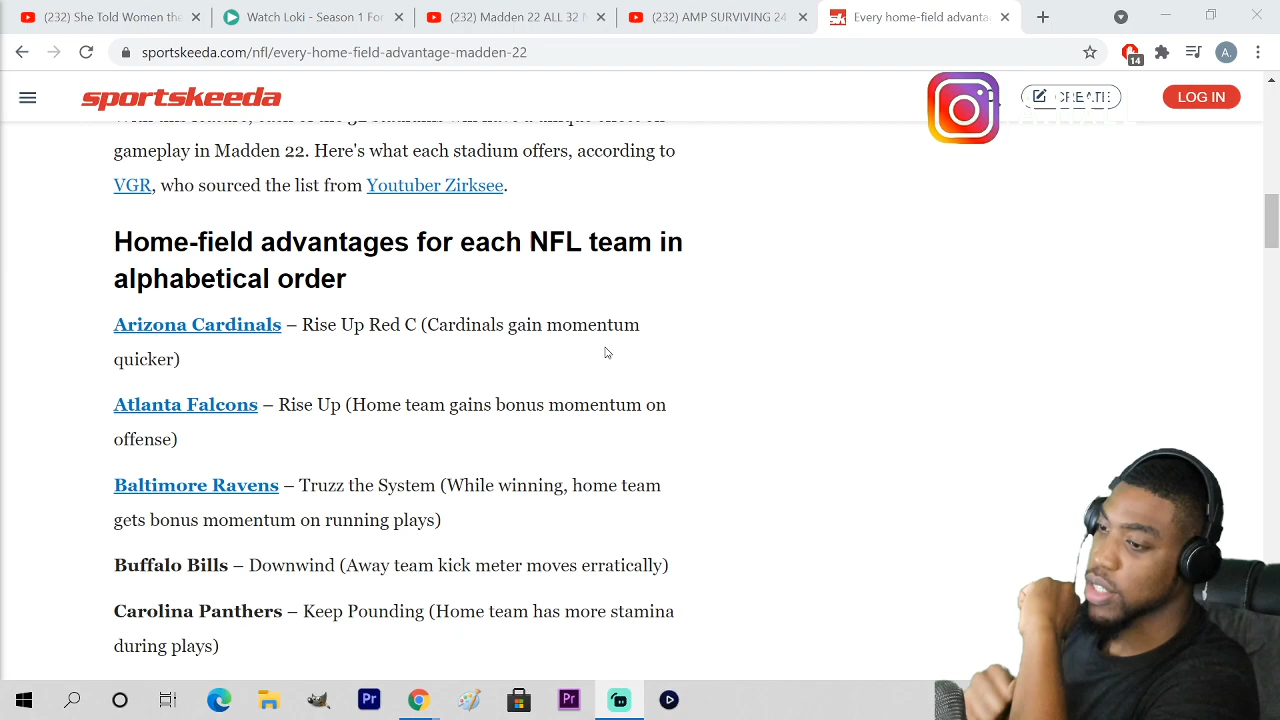 (232) She Told Women the
Watch Loki - Season 1 For
(232) Madden 22 ALL 32
(232) AMP SURVIVING 24
Every home-field advanta
sportskeeda.com/nfl/every-home-field-advantage-madden-22
14
A.
sportskeeda
CREATE
LOG IN
gameplay in Madden 22. Here's what each stadium offers, according to
VGR, who sourced the list from Youtuber Zirksee.
Home-field advantages for each NFL team in
alphabetical order
Arizona Cardinals – Rise Up Red C (Cardinals gain momentum
quicker)
Atlanta Falcons – Rise Up (Home team gains bonus momentum on
offense)
Baltimore Ravens – Truzz the System (While winning, home team
gets bonus momentum on running plays)
Buffalo Bills – Downwind (Away team kick meter moves erratically)
Carolina Panthers – Keep Pounding (Home team has more stamina
during plays)
Pr
Pr